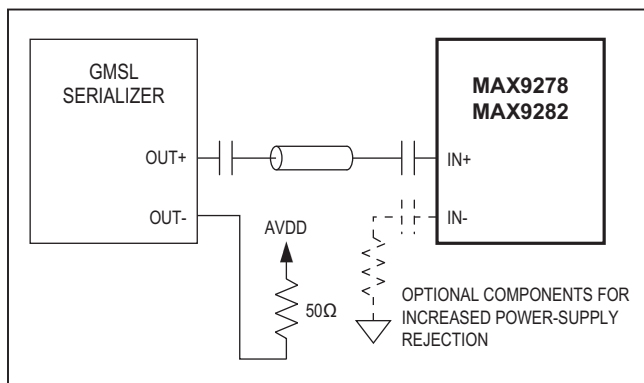 GMSL
SERIALIZER
MAX9278
MAX9282
OUT+
IN+
OUT-
IN-
AVDD
50Ω
OPTIONAL COMPONENTS FOR
INCREASED POWER-SUPPLY
REJECTION